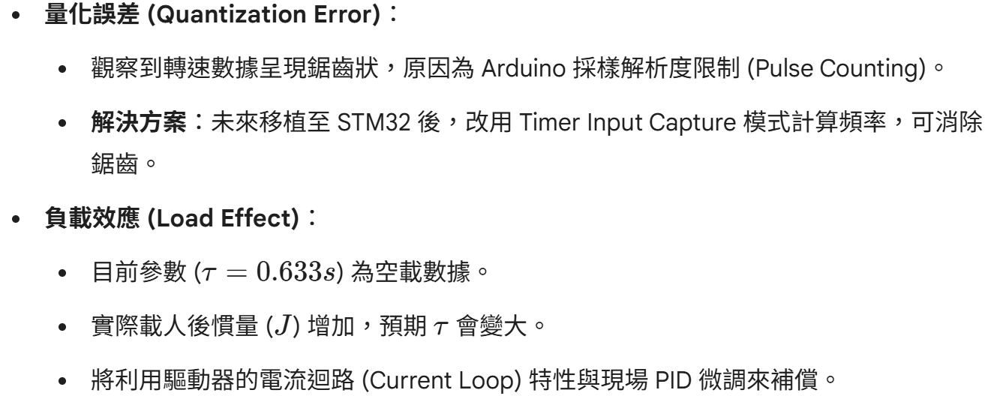 • 量化誤差 (Quantization Error)：
• 觀察到轉速數據呈現鋸齒狀，原因為 Arduino 採樣解析度限制 (Pulse Counting)。
• 解決方案：未來移植至 STM32 後，改用 Timer Input Capture 模式計算頻率，可消除
鋸齒。
• 負載效應 (Load Effect)：
• 目前參數 (τ = 0.633s) 為空載數據。
• 實際載人後慣量 (J) 增加，預期 τ 會變大。
• 將利用驅動器的電流迴路 (Current Loop) 特性與現場 PID 微調來補償。